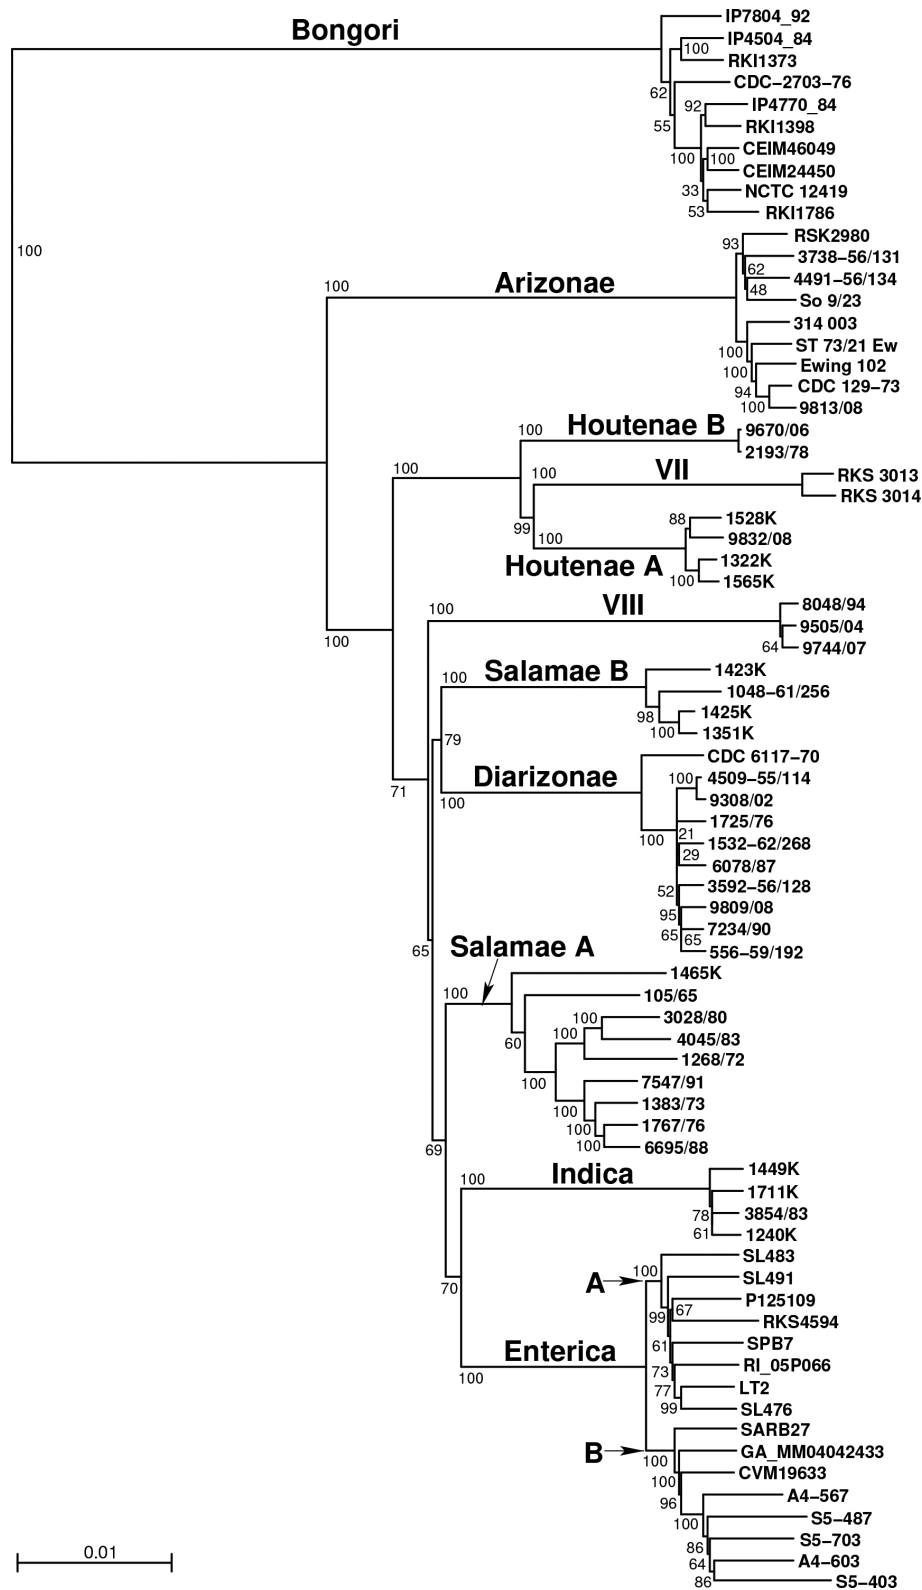 Bongori
IP7804_92
IP4504_84
100
RKI1373
CDC−2703−76
62
92
IP4770_84
55
RKI1398
CEIM46049
100
100
CEIM24450
33
NCTC 12419
53
RKI1786
100
RSK2980
93
3738−56/131
62
4491−56/134
48
So 9/23
100
Arizonae
314 003
100
ST 73/21 Ew
100
Ewing 102
94
CDC 129−73
100
9813/08
100
Houtenae B
9670/06
2193/78
100
100
VII
RKS 3013
RKS 3014
99
100
88
1528K
9832/08
Houtenae A
1322K
100
1565K
100
100
VIII
8048/94
9505/04
64
9744/07
100
Salamae B
1423K
1048−61/256
98
1425K
100
1351K
79
71
Diarizonae
100
CDC 6117−70
100
4509−55/114
9308/02
1725/76
100
21
1532−62/268
29
6078/87
52
3592−56/128
95
9809/08
65
65
7234/90
556−59/192
65
Salamae A
100
1465K
105/65
60
100
3028/80
100
4045/83
1268/72
100
7547/91
100
1383/73
100
1767/76
100
6695/88
69
100
Indica
1449K
1711K
78
3854/83
61
1240K
70
SL483
A
100
SL491
99
67
P125109
RKS4594
61
SPB7
Enterica
100
73
RI_05P066
77
LT2
99
SL476
SARB27
B
100
GA_MM04042433
100
CVM19633
96
A4−567
100
S5−487
86
S5−703
64
A4−603
86
S5−403
0.01